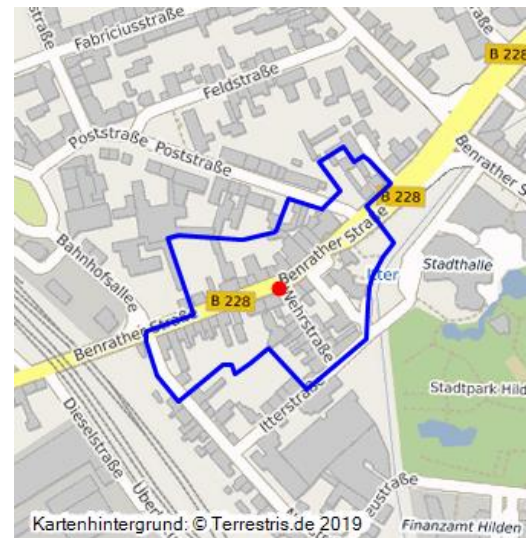 Fabriciusstraße
B 228
Feldstraße
Poststraße Poststraße
Benrather
B 228
Benrather Straße
Bahnhofsallee
Itter
Stadthalle
B 228
Wehrstraße
Benrather Straße
Stadtpark Hild
Itterstraße
Dieselstraße
Kartenhintergrund: © Terrestris.de 2019
Finanzamt Hilden